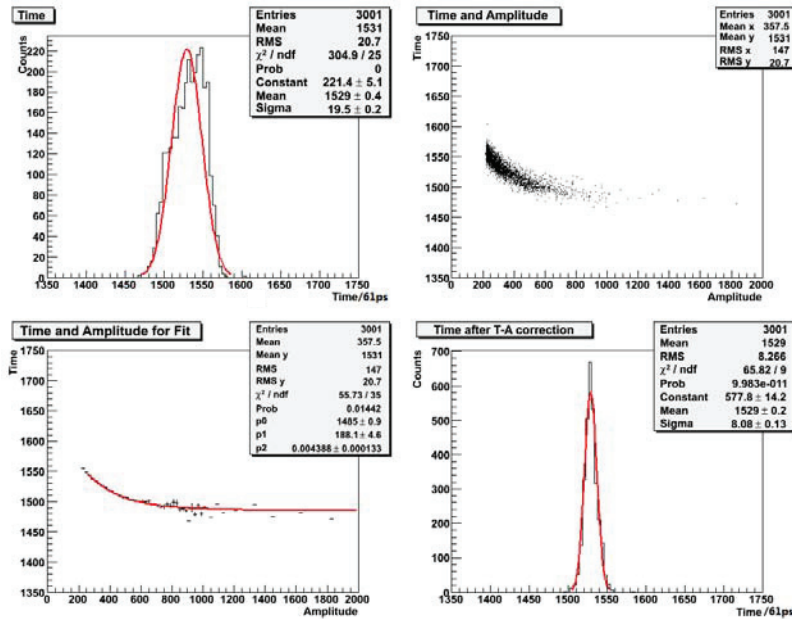 Time
Entries 3001
Mean 1531
RMS 20.7
χ² / ndf 304.9 / 25
Prob 0
Constant 221.4 ± 5.1
Mean 1529 ± 0.4
Sigma 19.5 ± 0.2
Counts
220
200
180
160
140
120
100
80
60
40
20
0
1350 1400 1450 1500 1550 1600 1650 1700 1750
Time/61ps
Time and Amplitude
Entries 3001
Mean x 357.5
Mean y 1531
RMS x 147
RMS y 20.7
Time
1750
1700
1650
1600
1550
1500
1450
1400
1350
0 200 400 600 800 1000 1200 1400 1600 1800 2000
Amplitude
Time and Amplitude for Fit
Entries 3001
Mean 357.5
Mean y 1531
RMS 147
RMS y 20.7
χ² / ndf 55.73 / 35
Prob 0.01442
p0 1485 ± 0.9
p1 188.1 ± 4.6
p2 0.004388 ± 0.000133
Time
1750
1700
1650
1600
1550
1500
1450
1400
1350
0 200 400 600 800 1000 1200 1400 1600 1800 2000
Amplitude
Time after T-A correction
Entries 3001
Mean 1529
RMS 8.266
χ² / ndf 65.82 / 9
Prob 9.983e-011
Constant 577.8 ± 14.2
Mean 1529 ± 0.2
Sigma 8.08 ± 0.13
Counts
700
600
500
400
300
200
100
0
1350 1400 1450 1500 1550 1600 1650 1700 1750
Time /61ps